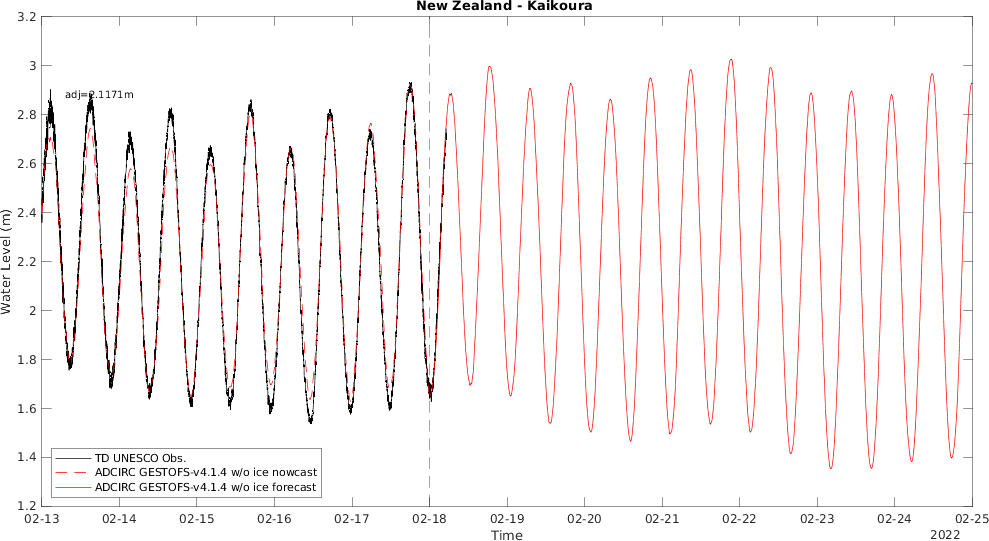 New Zealand - Kaikoura
3.2
3
2.8
2.6
2.4
2.2
2
1.8
1.6
1.4
1.2
Water Level (m)
adj=2.1171m
TD UNESCO Obs.
ADCIRC GESTOFS-v4.1.4 w/o ice nowcast
ADCIRC GESTOFS-v4.1.4 w/o ice forecast
02-13 02-14 02-15 02-16 02-17 02-18 02-19 02-20 02-21 02-22 02-23 02-24 02-25
Time
2022